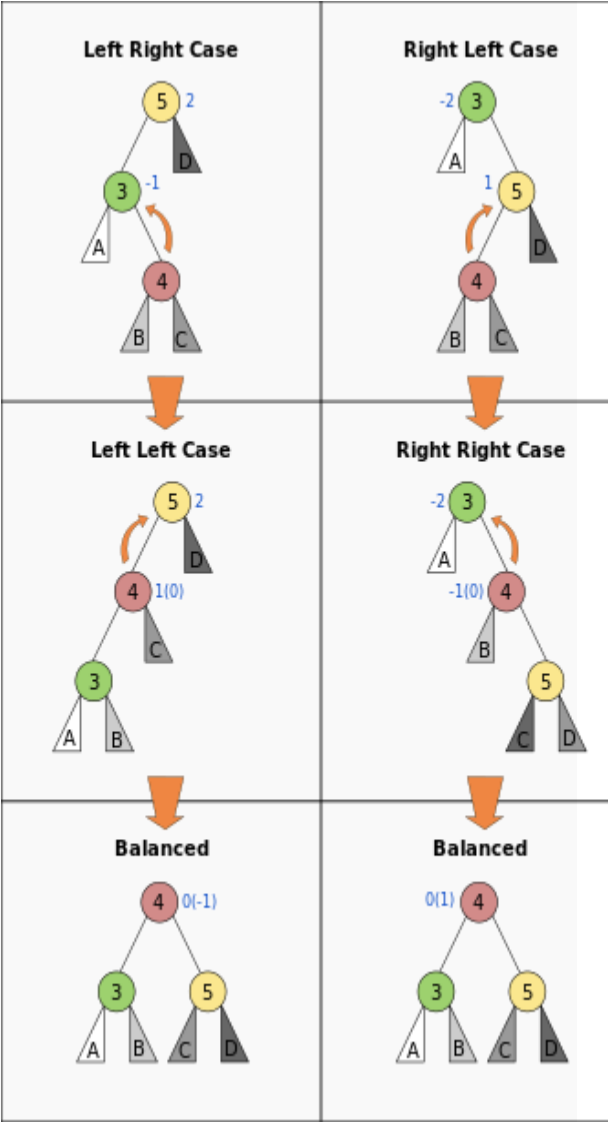 Left Right Case
5 2
D
3 -1
A
4
B C
Right Left Case
-2 3
A
1 5
D
4
B C
Left Left Case
5 2
D
4 1(0)
C
3
A B
Right Right Case
-2 3
A
-1(0) 4
B
5
C D
Balanced
4 0(-1)
3 5
A B C D
Balanced
0(1) 4
3 5
A B C D